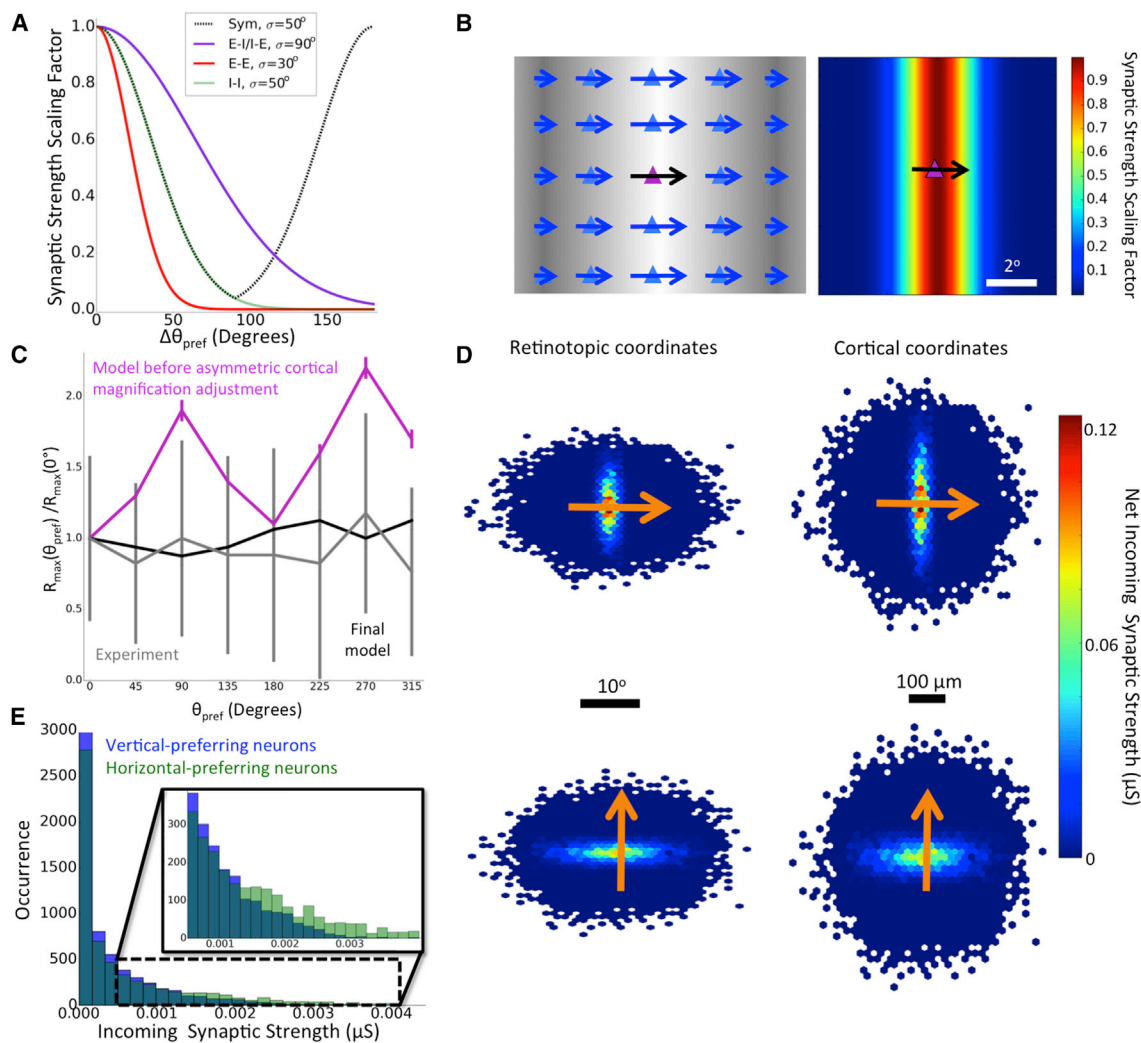 A
Synaptic Strength Scaling Factor
1.0
0.8
0.6
0.4
0.2
0.0
0
50
100
150
Δθpref (Degrees)
Sym, σ=50°
E-I/I-E, σ=90°
E-E, σ=30°
I-I, σ=50°
B
2°
0.9
0.8
0.7
0.6
0.5
0.4
0.3
0.2
0.1
Synaptic Strength Scaling Factor
C
Model before asymmetric cortical
magnification adjustment
Rmax(θpref) /Rmax(0°)
2.0
1.5
1.0
0.5
0.0
Experiment
Final
model
0
45
90
135
180
225
270
315
θpref (Degrees)
D
Retinotopic coordinates
Cortical coordinates
10°
100 μm
0.12
0.06
0
Net Incoming Synaptic Strength (μS)
E
Vertical-preferring neurons
Horizontal-preferring neurons
Occurrence
3000
2500
2000
1500
1000
500
0
300
200
100
0
0.001
0.002
0.003
0.000
0.001
0.002
0.003
0.004
Incoming Synaptic Strength (μS)